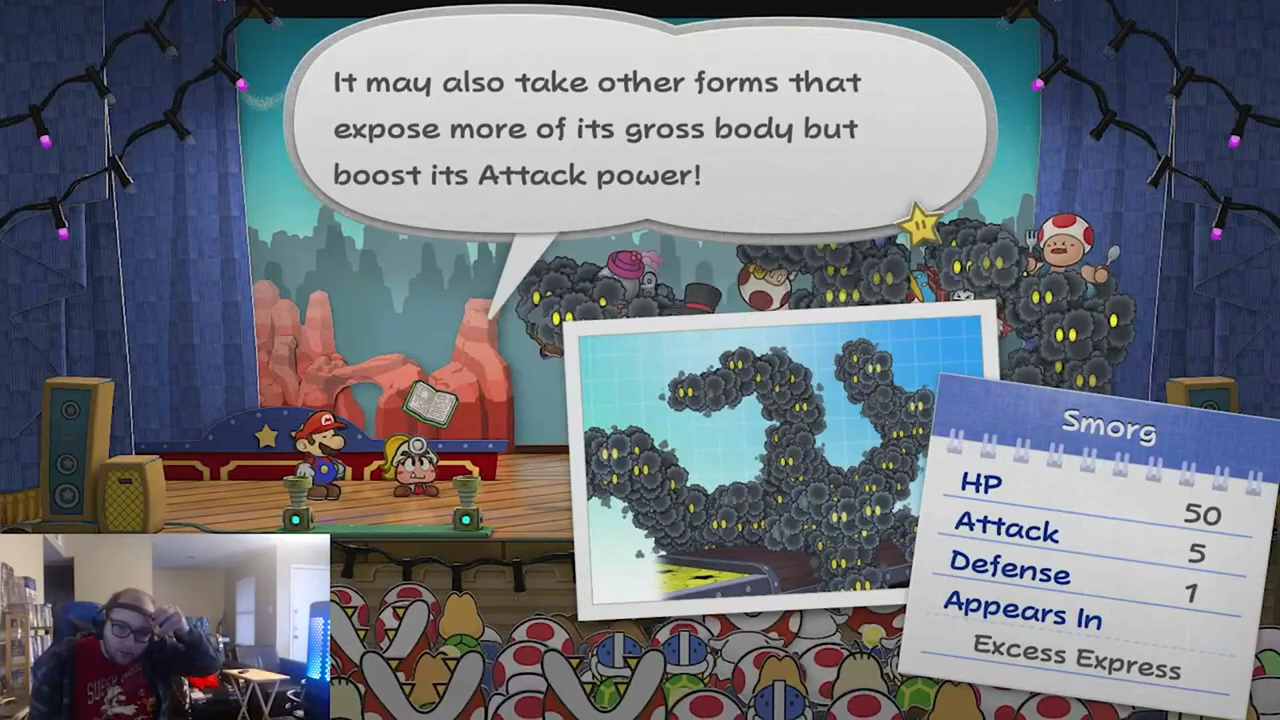 It may also take other forms that
expose more of its gross body but
boost its Attack power!
Smorg
HP 50
Attack 5
Defense 1
Appears In
Excess Express
SUPER